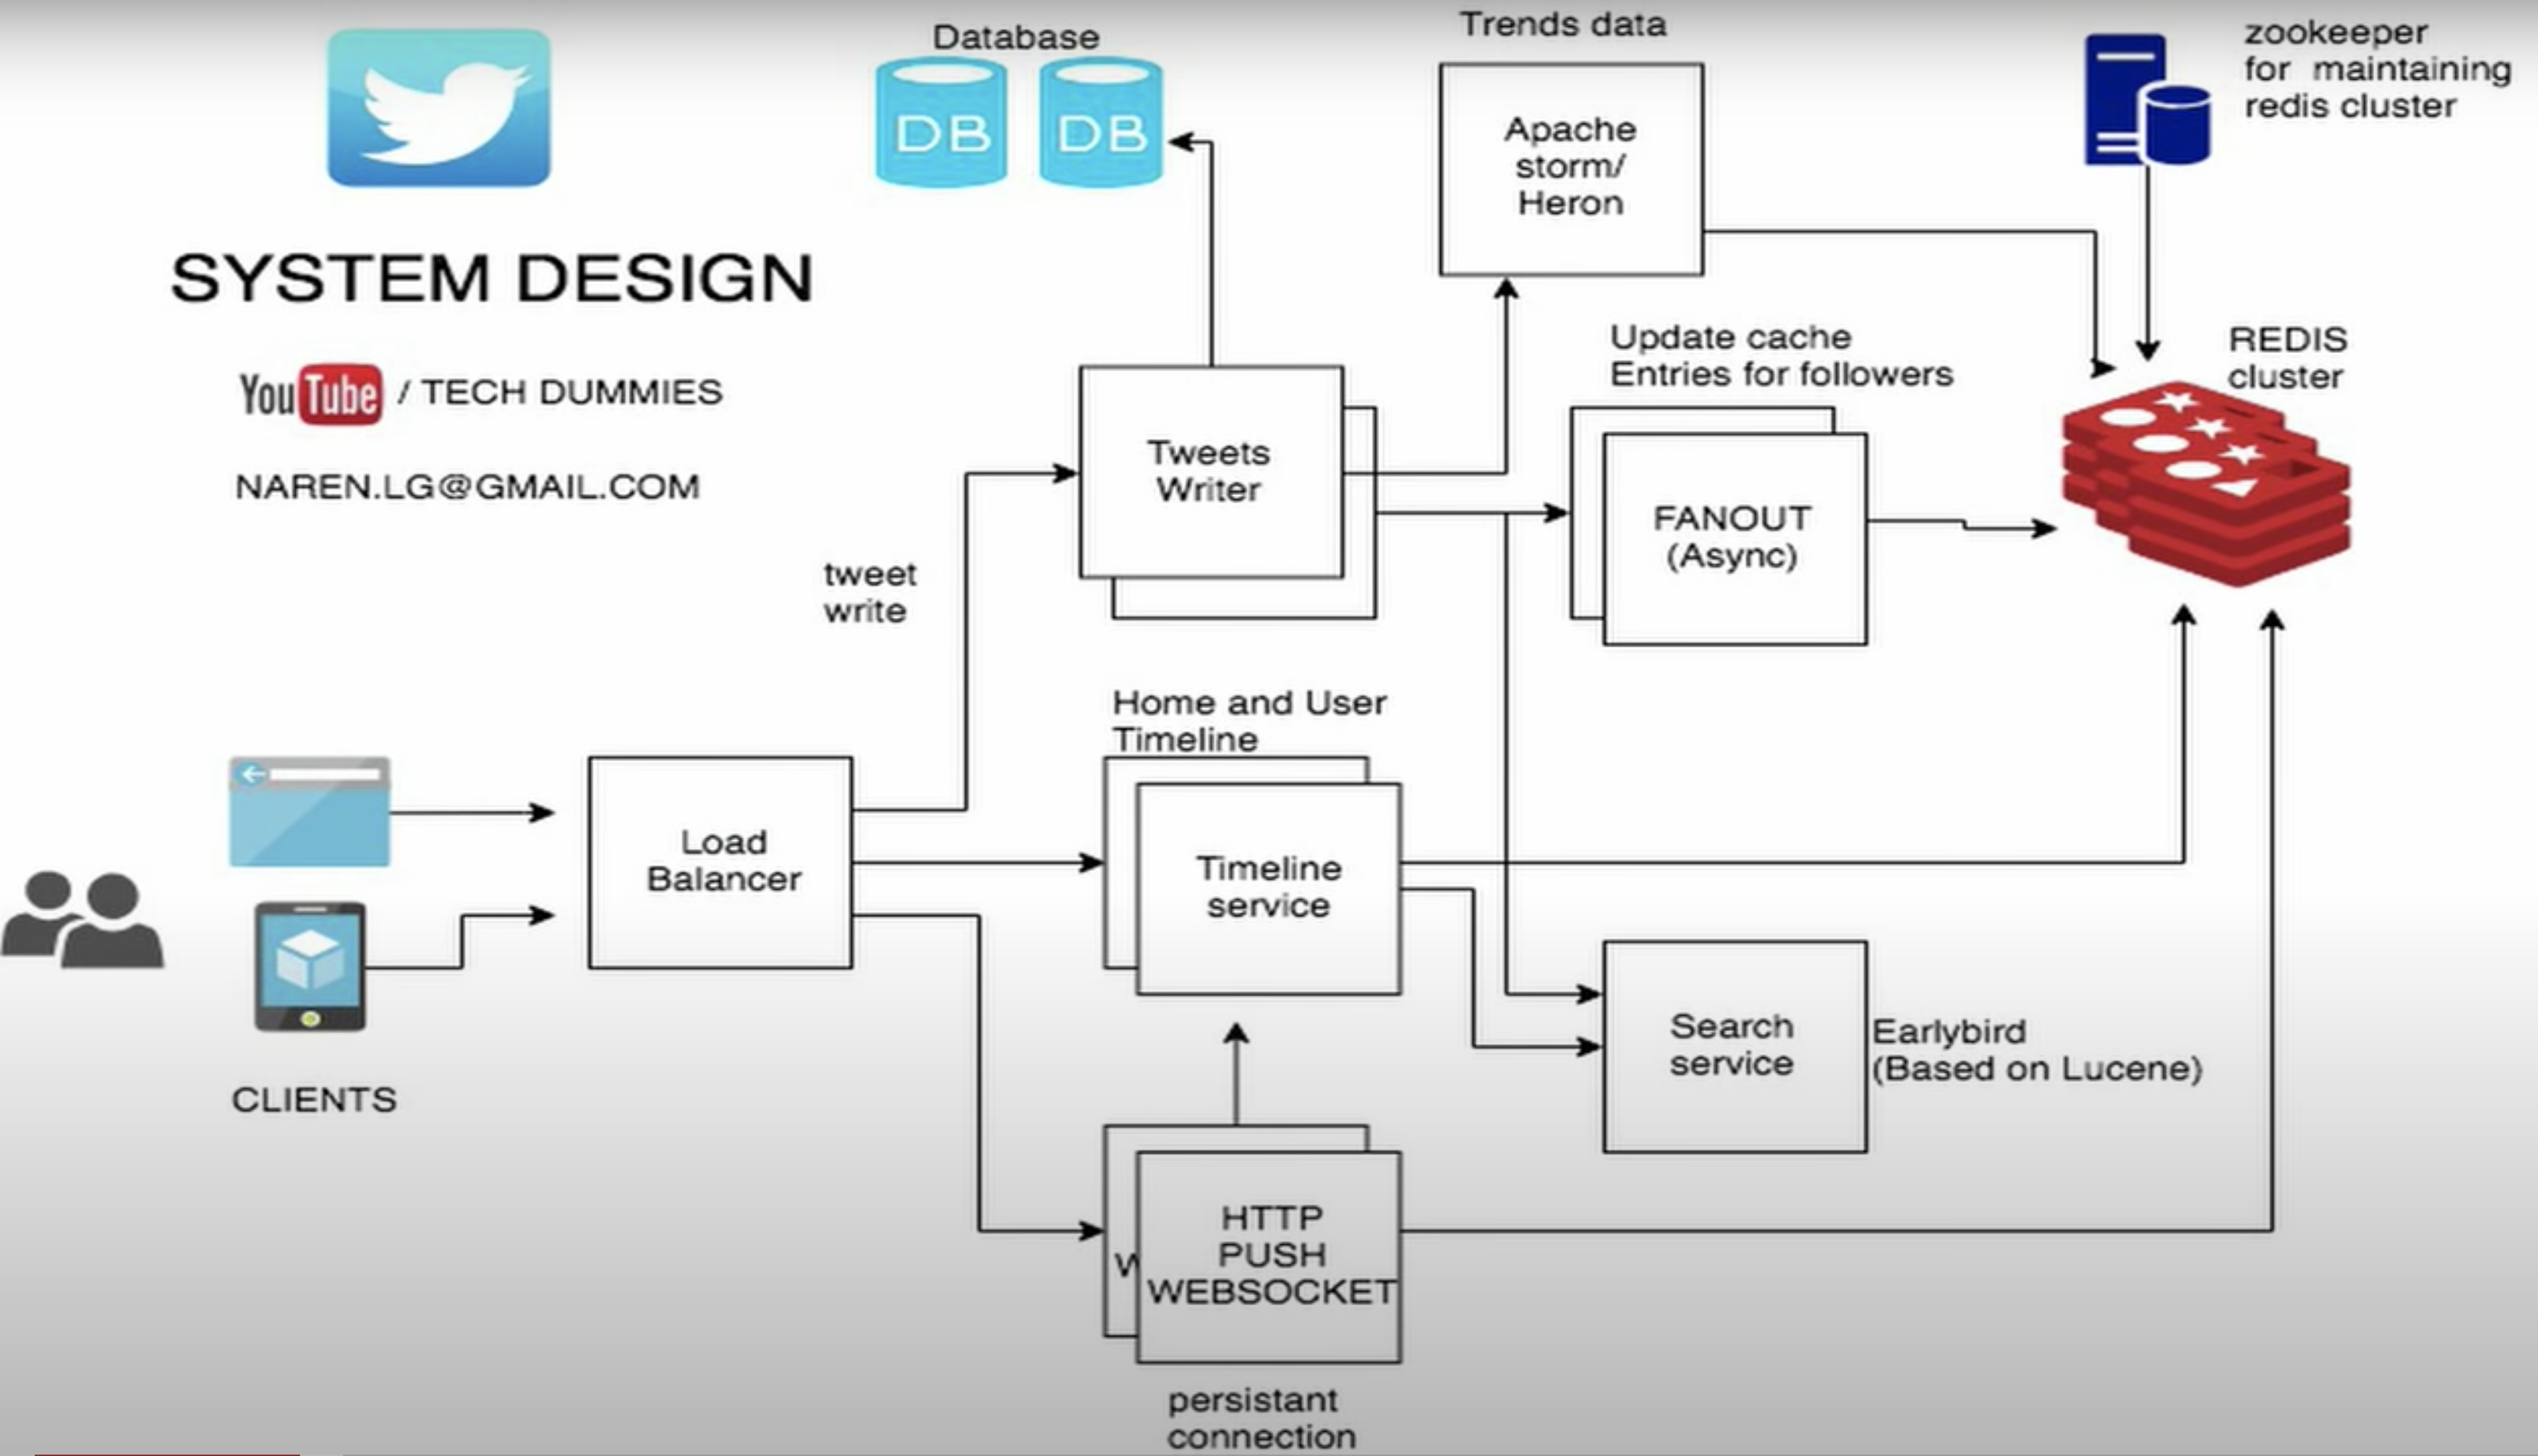 Database
DB
DB
Trends data
Apache
storm/
Heron
zookeeper
for maintaining
redis cluster
SYSTEM DESIGN
YouTube / TECH DUMMIES
NAREN.LG@GMAIL.COM
Tweets
Writer
Update cache
Entries for followers
FANOUT
(Async)
REDIS
cluster
tweet
write
Home and User
Timeline
Load
Balancer
Timeline
service
Search
service
Earlybird
(Based on Lucene)
CLIENTS
W
HTTP
PUSH
WEBSOCKET
persistant
connection